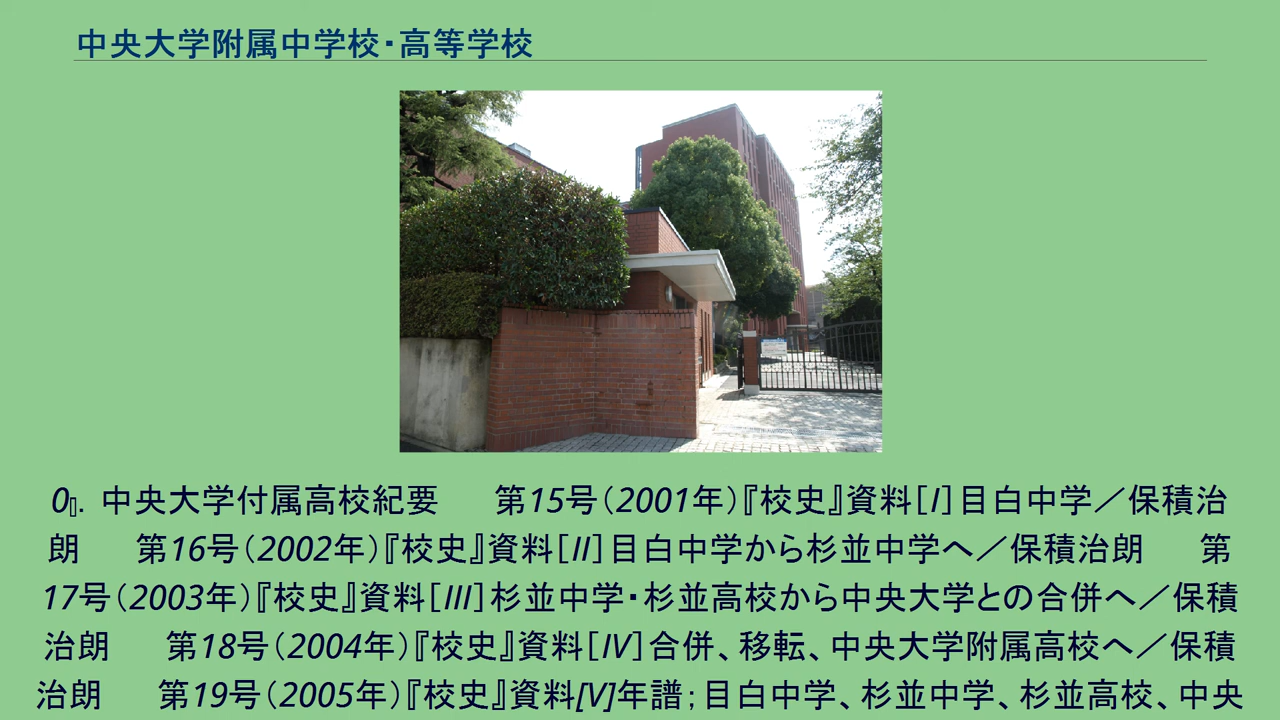 中央大学附属中学校・高等学校
0』. 中央大学付属高校紀要　第15号（2001年）『校史』資料［I］目白中学／保積治
朗　第16号（2002年）『校史』資料［II］目白中学から杉並中学へ／保積治朗　第
17号（2003年）『校史』資料［III］杉並中学・杉並高校から中央大学との合併へ／保積
治朗　第18号（2004年）『校史』資料［IV］合併、移転、中央大学附属高校へ／保積
治朗　第19号（2005年）『校史』資料[V]年譜；目白中学、杉並中学、杉並高校、中央